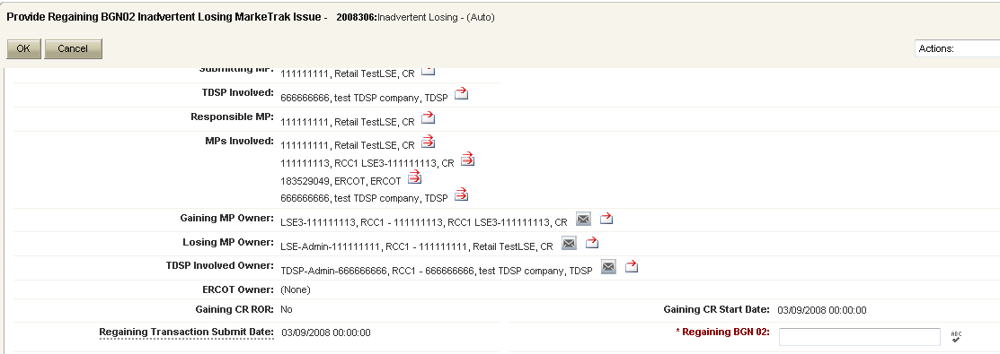 Provide Regaining BGN02 Inadvertent Losing MarkeTrak Issue - 2008306:Inadvertent Losing - (Auto)
OK Cancel Actions:
Submitting MP: 111111111, Retail TestLSE, CR
TDSP Involved: 666666666, test TDSP company, TDSP
Responsible MP: 111111111, Retail TestLSE, CR
MPs Involved: 111111111, Retail TestLSE, CR
111111113, RCC1 LSE3-111111113, CR
183529049, ERCOT, ERCOT
666666666, test TDSP company, TDSP
Gaining MP Owner: LSE3-111111113, RCC1 - 111111113, RCC1 LSE3-111111113, CR
Losing MP Owner: LSE-Admin-111111111, RCC1 - 111111111, Retail TestLSE, CR
TDSP Involved Owner: TDSP-Admin-666666666, RCC1 - 666666666, test TDSP company, TDSP
ERCOT Owner: (None)
Gaining CR ROR: No Gaining CR Start Date: 03/09/2008 00:00:00
Regaining Transaction Submit Date: 03/09/2008 00:00:00 * Regaining BGN 02: ABC